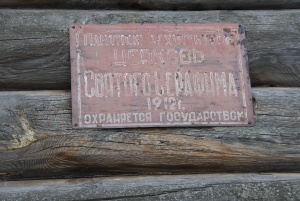 ЦЕРКОВЬ
СВЯТОГО СЕРАФИМА
1912г.
ОХРАНЯЕТСЯ ГОСУДАРСТВОМ